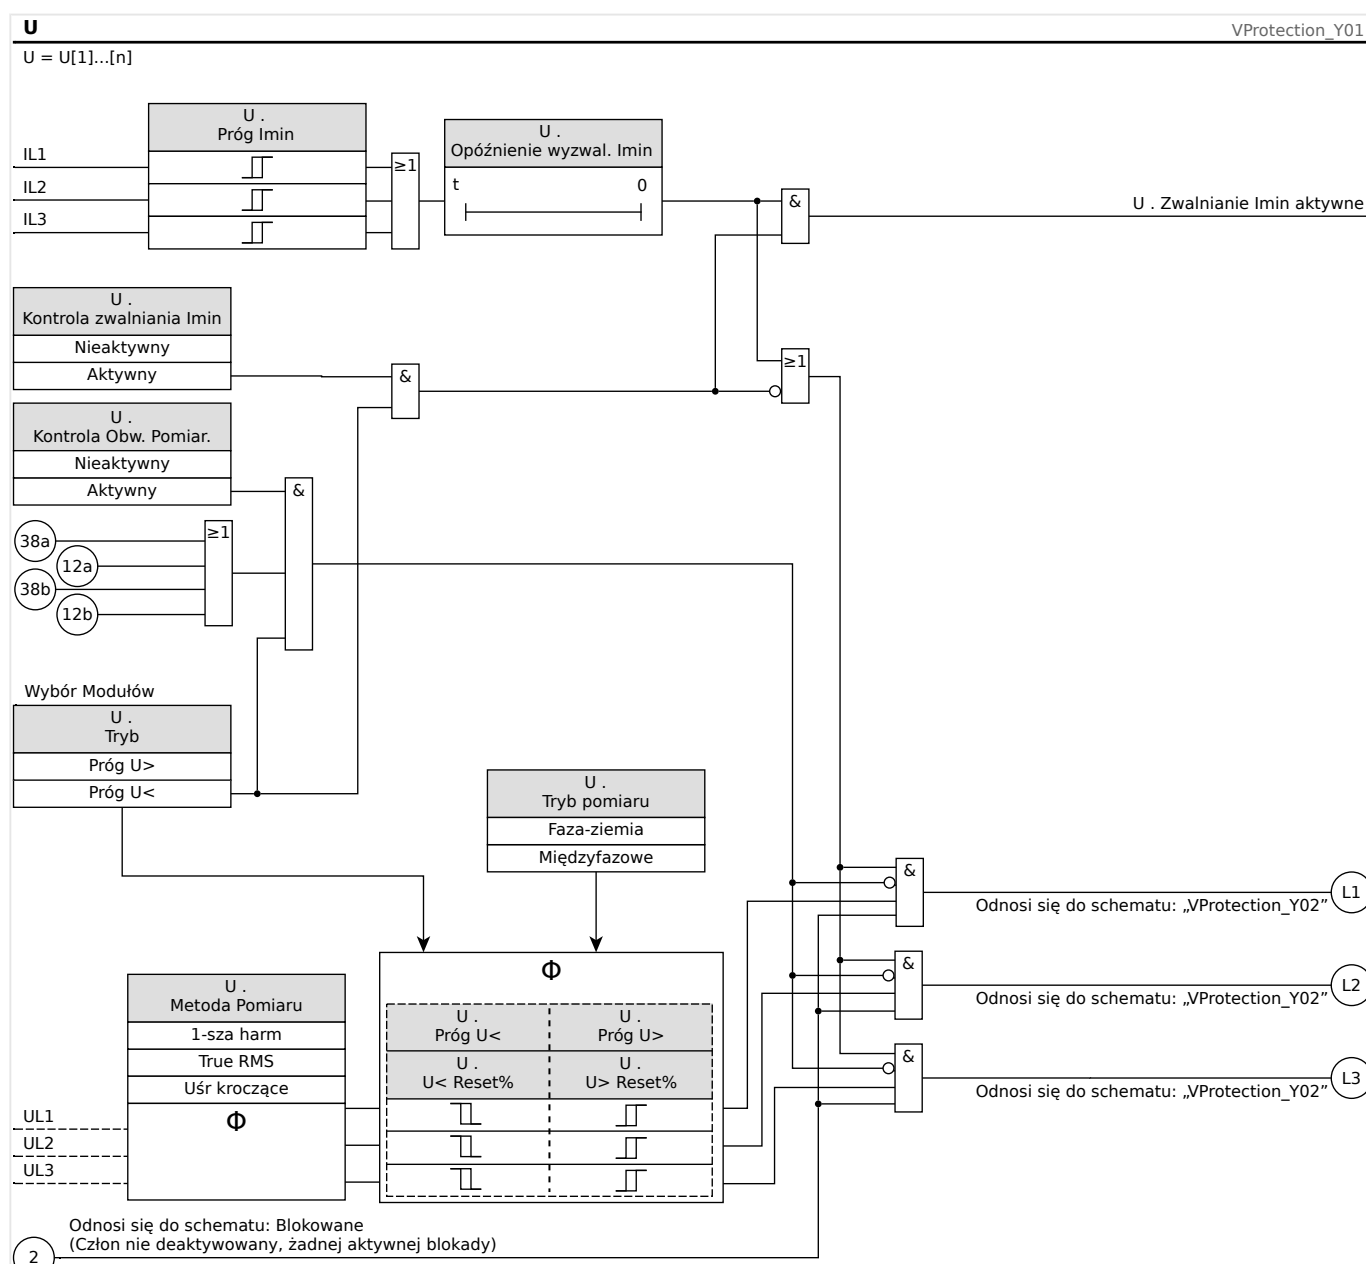 U
VProtection_Y01
U = U[1]...[n]
U .
Próg Imin
IL1
IL2
IL3
≥1
U .
Opóźnienie wyzwal. Imin
t
0
&
U . Zwalnianie Imin aktywne
U .
Kontrola zwalniania Imin
Nieaktywny
Aktywny
&
≥1
U .
Kontrola Obw. Pomiar.
Nieaktywny
Aktywny
&
38a
12a
38b
12b
≥1
Wybór Modułów
U .
Tryb
Próg U>
Próg U<
U .
Tryb pomiaru
Faza-ziemia
Międzyfazowe
&
L1
Odnosi się do schematu: „VProtection_Y02”
&
L2
Odnosi się do schematu: „VProtection_Y02”
&
L3
Odnosi się do schematu: „VProtection_Y02”
Φ
U .
Próg U<
U .
Próg U>
U .
U< Reset%
U .
U> Reset%
U .
Metoda Pomiaru
1-sza harm
True RMS
Uśr kroczące
Φ
UL1
UL2
UL3
Odnosi się do schematu: Blokowane
(Człon nie deaktywowany, żadnej aktywnej blokady)
2